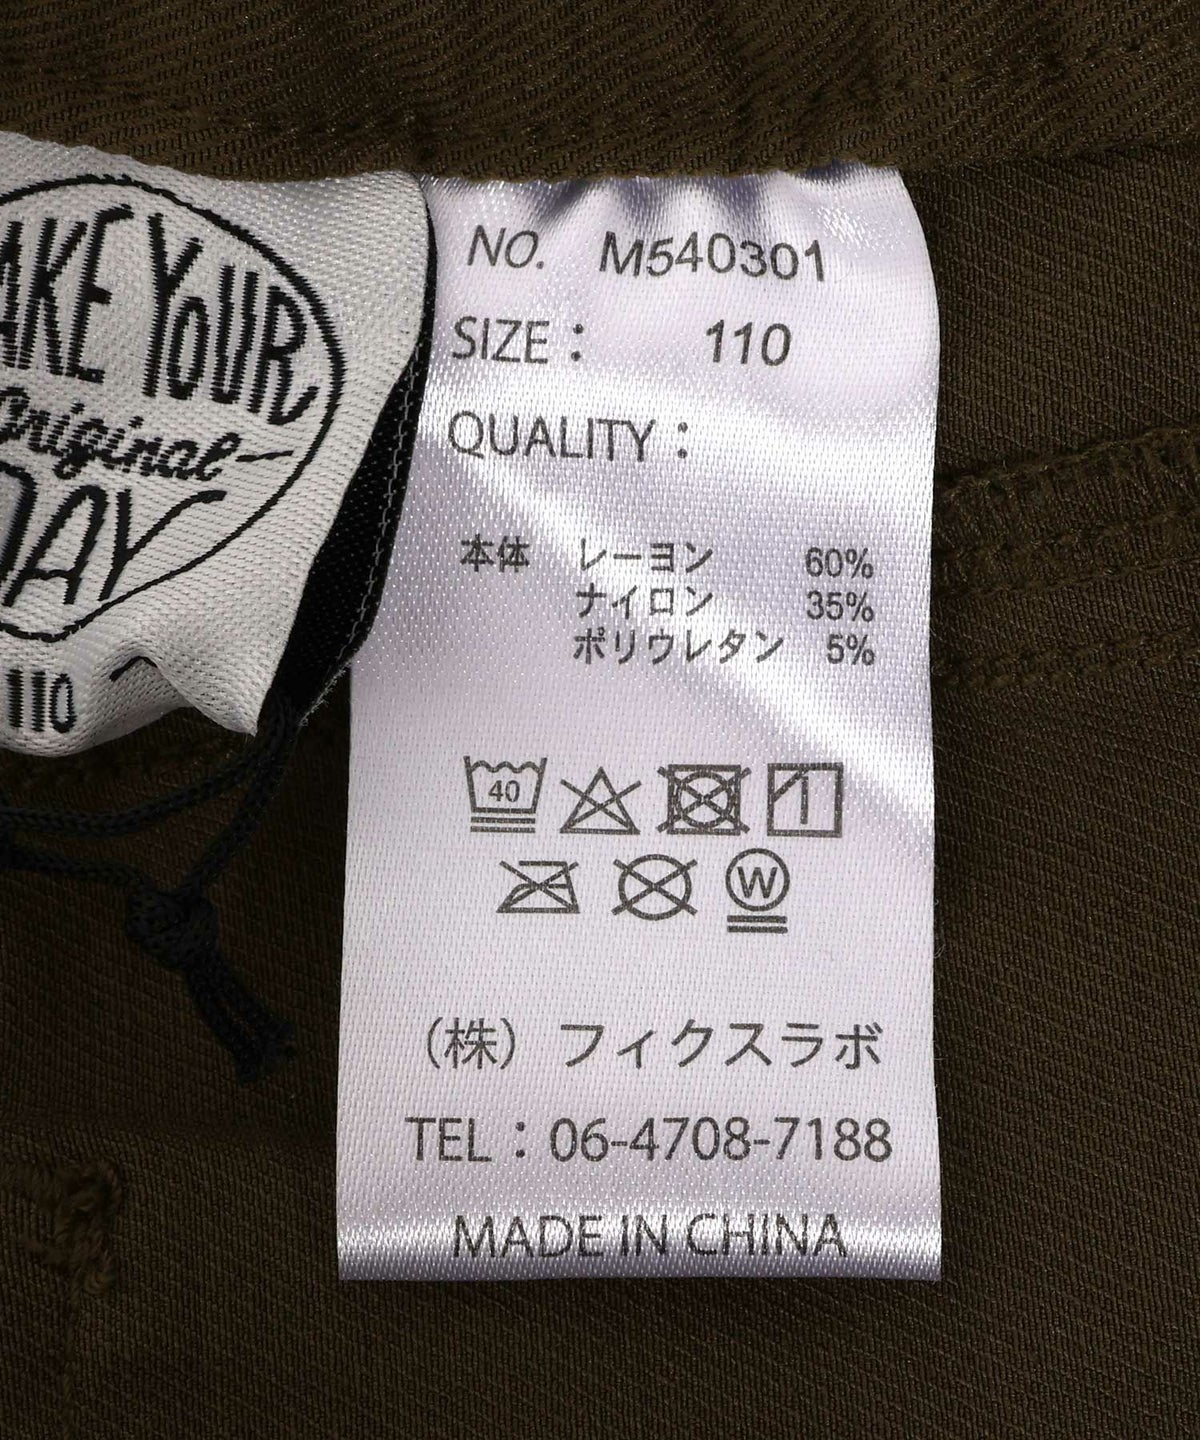 AKE YOUR
Original
DAY
110
NO. M540301
SIZE： 110
QUALITY：
本体 レーヨン 60%
ナイロン 35%
ポリウレタン 5%
40
W
（株）フィクスラボ
TEL：06-4708-7188
MADE IN CHINA